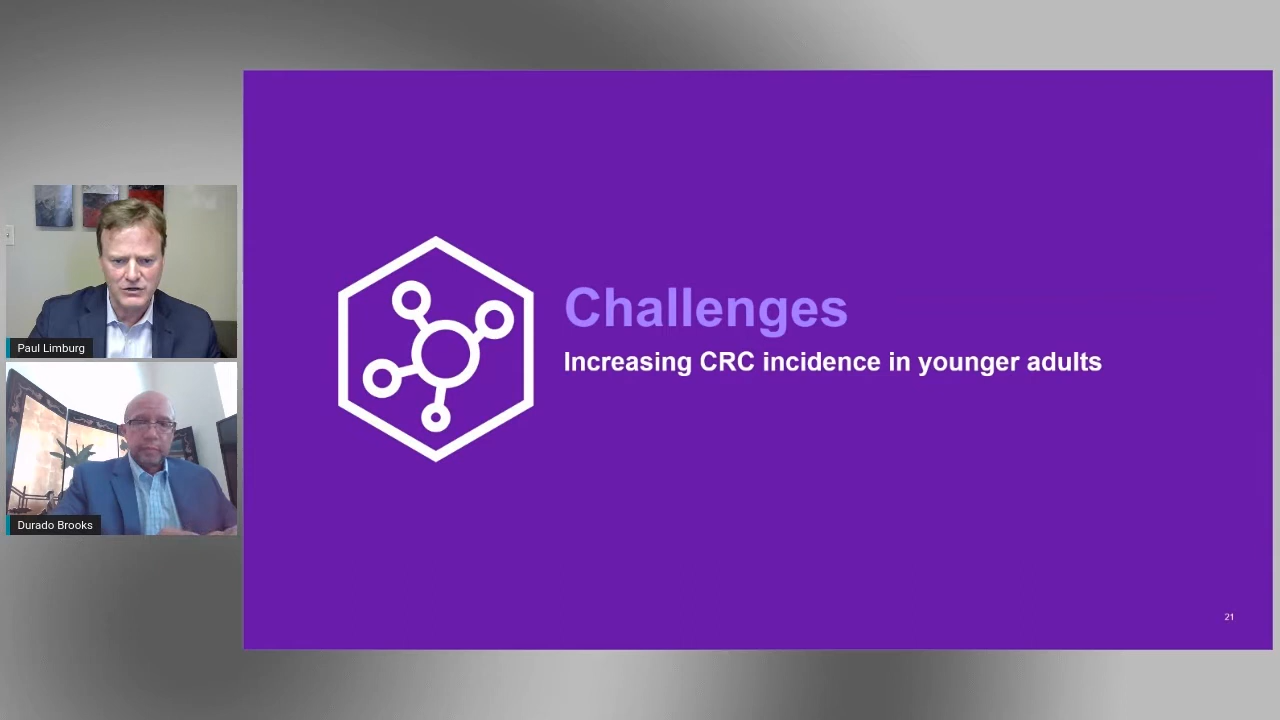 Paul Limburg
Durado Brooks
Challenges
Increasing CRC incidence in younger adults
21